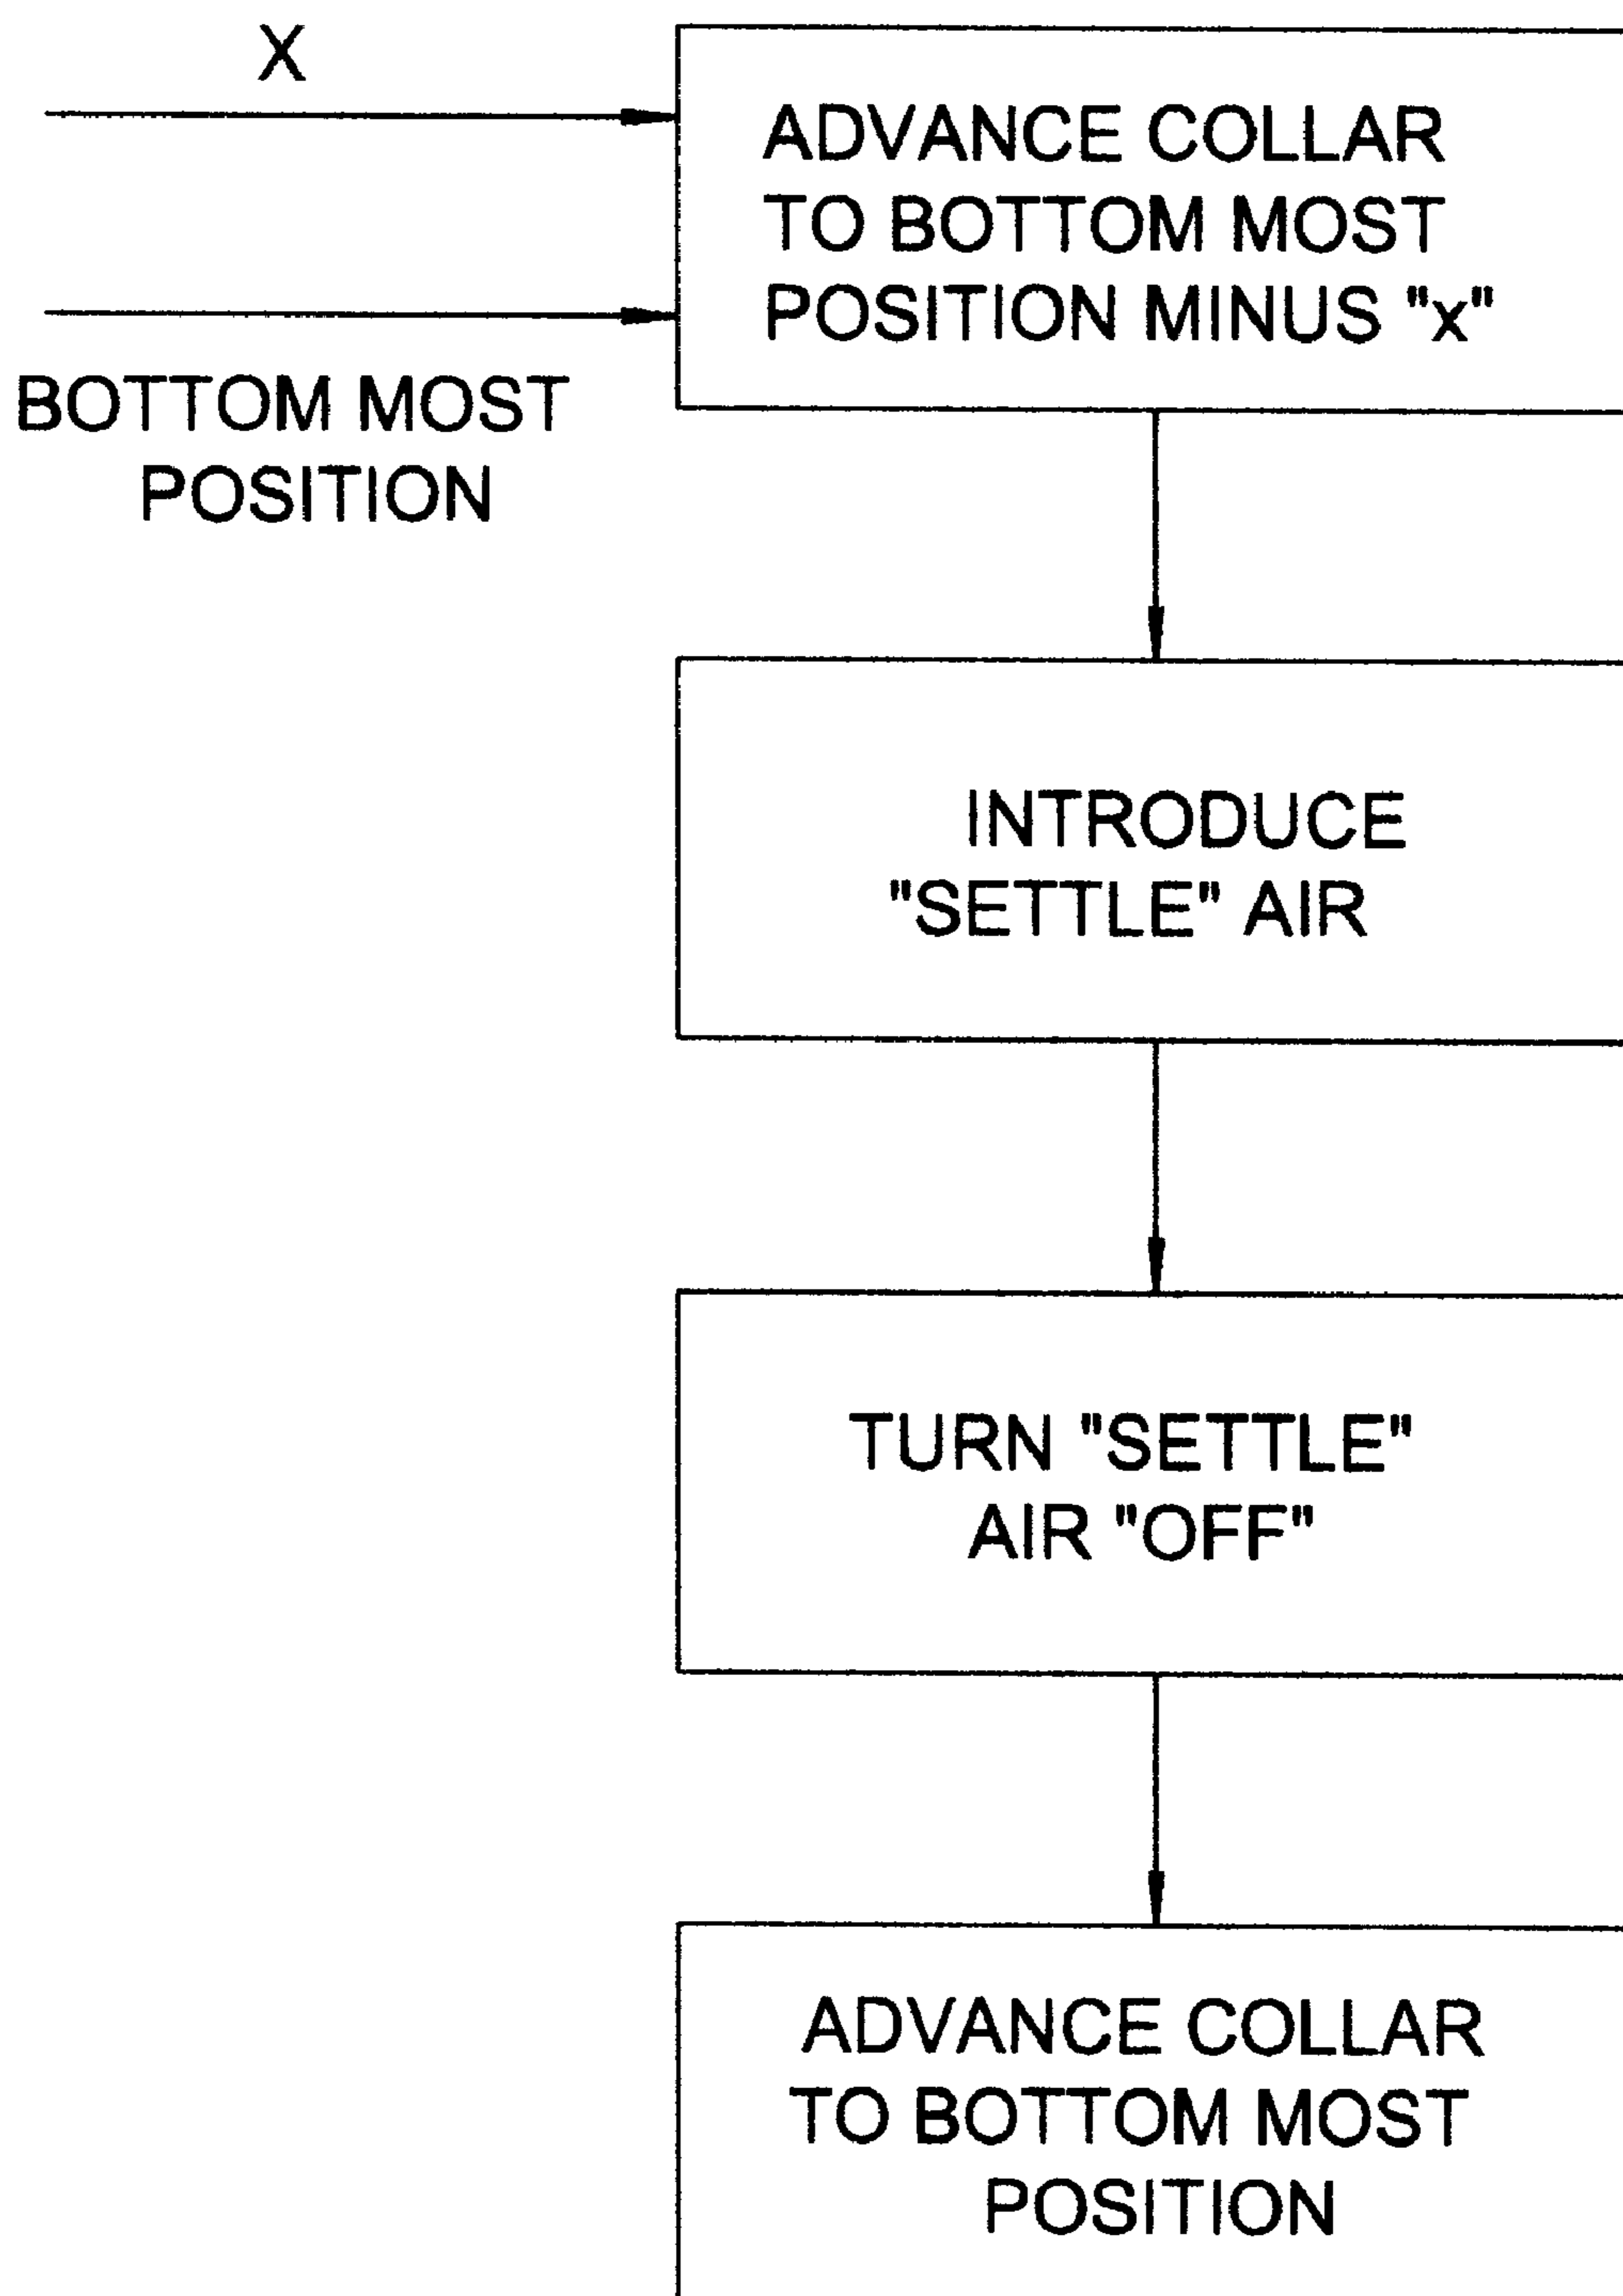 X
BOTTOM MOST
POSITION
ADVANCE COLLAR
TO BOTTOM MOST
POSITION MINUS "x"
INTRODUCE
"SETTLE" AIR
TURN "SETTLE"
AIR "OFF"
ADVANCE COLLAR
TO BOTTOM MOST
POSITION